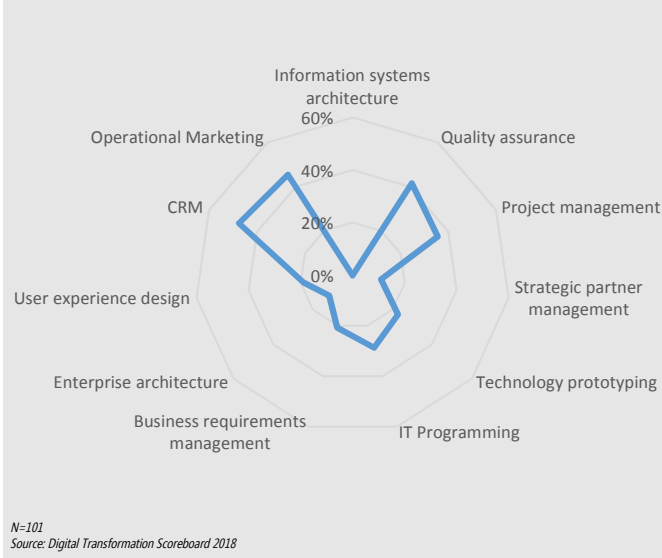 Information systems
architecture
60%
Operational Marketing
Quality assurance
40%
CRM
Project management
20%
0%
User experience design
Strategic partner
management
Enterprise architecture
Technology prototyping
Business requirements
management
IT Programming
N=101
Source: Digital Transformation Scoreboard 2018